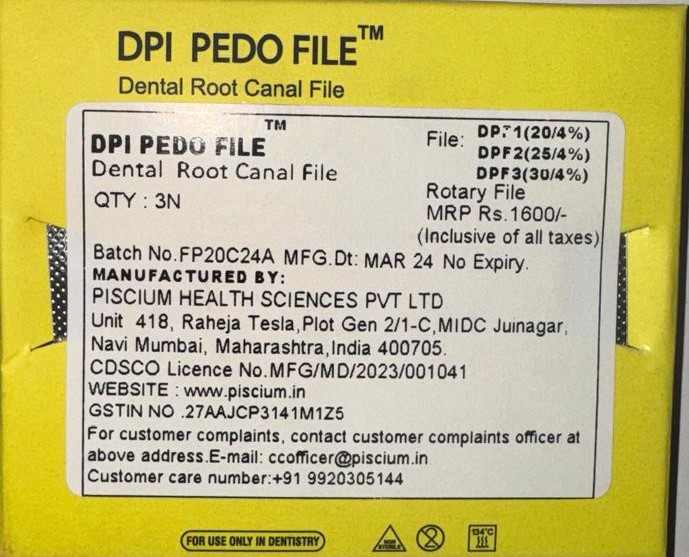 DPI PEDO FILE™
Dental Root Canal File
DPI PEDO FILE™
Dental Root Canal File
QTY : 3N
File: DPF1(20/4%)
DPF2(25/4%)
DPF3(30/4%)
Rotary File
MRP Rs.1600/-
(Inclusive of all taxes)
Batch No.FP20C24A MFG.Dt: MAR 24 No Expiry.
MANUFACTURED BY:
PISCIUM HEALTH SCIENCES PVT LTD
Unit 418, Raheja Tesla,Plot Gen 2/1-C,MIDC Juinagar,
Navi Mumbai, Maharashtra,India 400705.
CDSCO Licence No.MFG/MD/2023/001041
WEBSITE : www.piscium.in
GSTIN NO .27AAJCP3141M1Z5
For customer complaints, contact customer complaints officer at
above address.E-mail: ccofficer@piscium.in
Customer care number:+91 9920305144
FOR USE ONLY IN DENTISTRY
NON STERILE
2
134°C